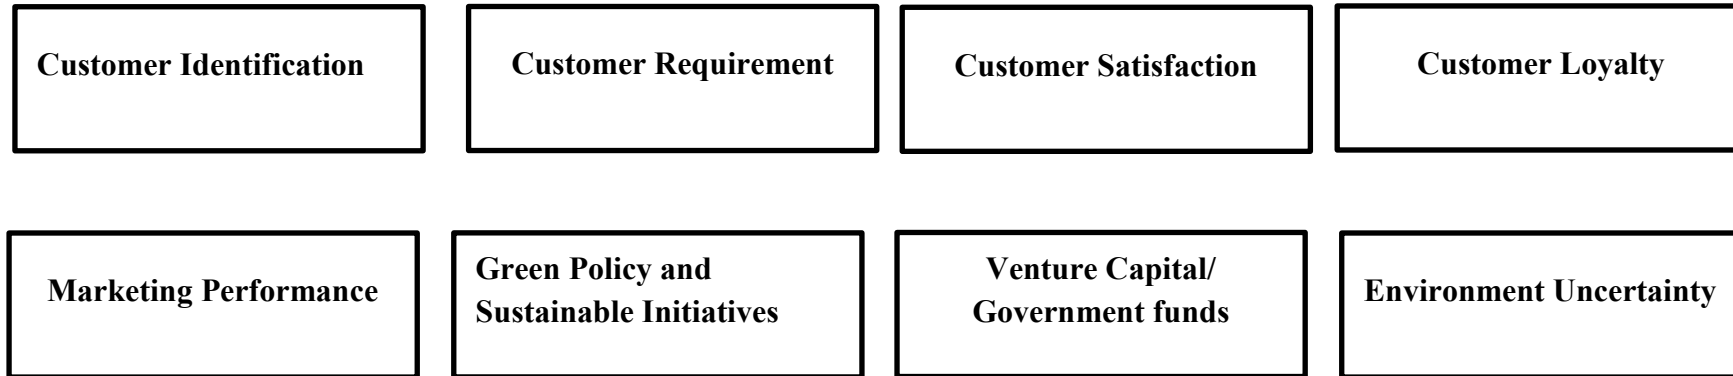 Customer Identification
Customer Requirement
Customer Satisfaction
Customer Loyalty
Marketing Performance
Green Policy and
Sustainable Initiatives
Venture Capital/
Government funds
Environment Uncertainty